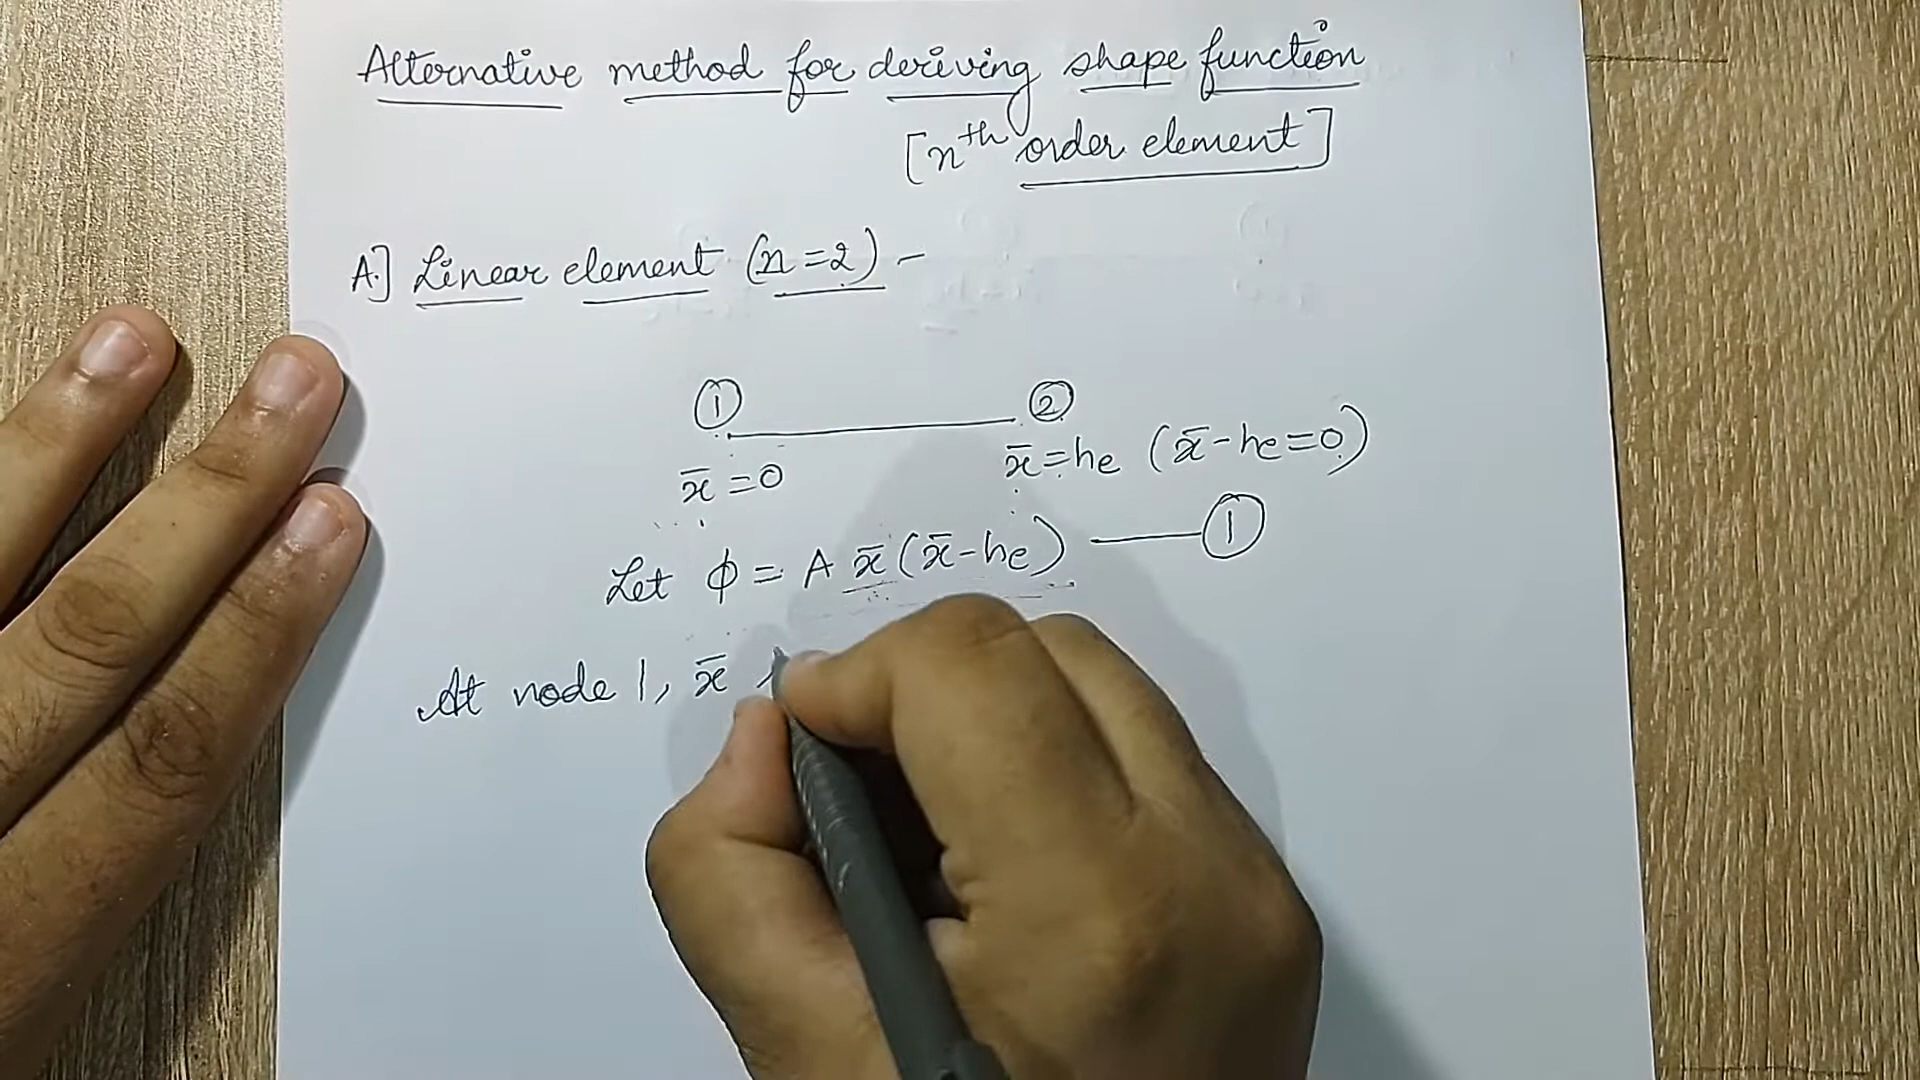 Alternative method for deriving shape function
[nᵗʰ order element]
A.] Linear element (n=2) -
① ②
x̄=0 x̄=he (x̄-he=0)
Let ϕ = A x̄(x̄-he) —— ①
At node 1, x̄